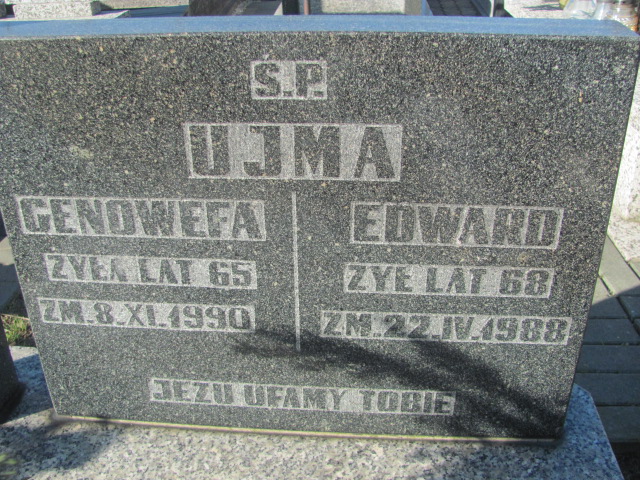 S.P.
UJMA
GENOWEFA
ŻYŁA LAT 65
ZM.8.XI.1990
EDWARD
ŻYŁ LAT 68
ZM.22.IV.1988
JEZU UFAMY TOBIE